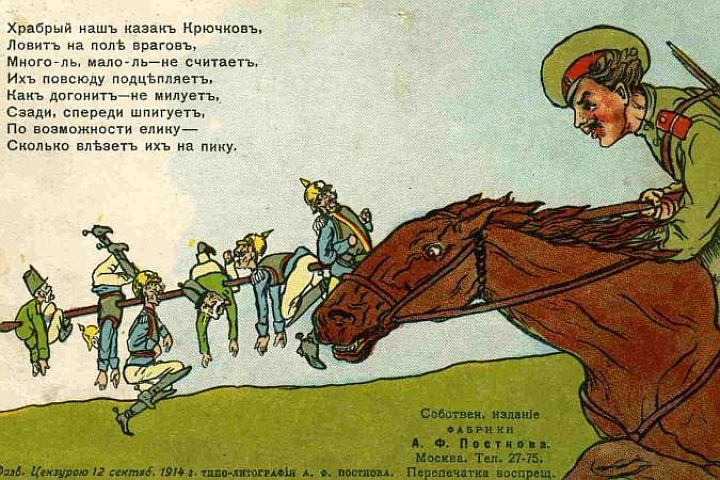 Храбрый нашъ казакъ Крючковъ,
Ловитъ на полѣ враговъ,
Много-ль, мало-ль—не считаетъ,
Ихъ повсюду подцѣпляетъ,
Какъ догонитъ—не милуетъ,
Сзади, спереди шпигуетъ,
По возможности елику—
Сколько влѣзетъ ихъ на пику.
Собствен. изданіе
ФАБРИКИ
А. Ф. Постнова.
Москва. Тел. 27-75.
Дозв. Цензурою 12 сентяб. 1914 г. ТИПО-ЛИТОГРАФІЯ А. Ф. ПОСТНОВА. Перепечатка воспрещ.